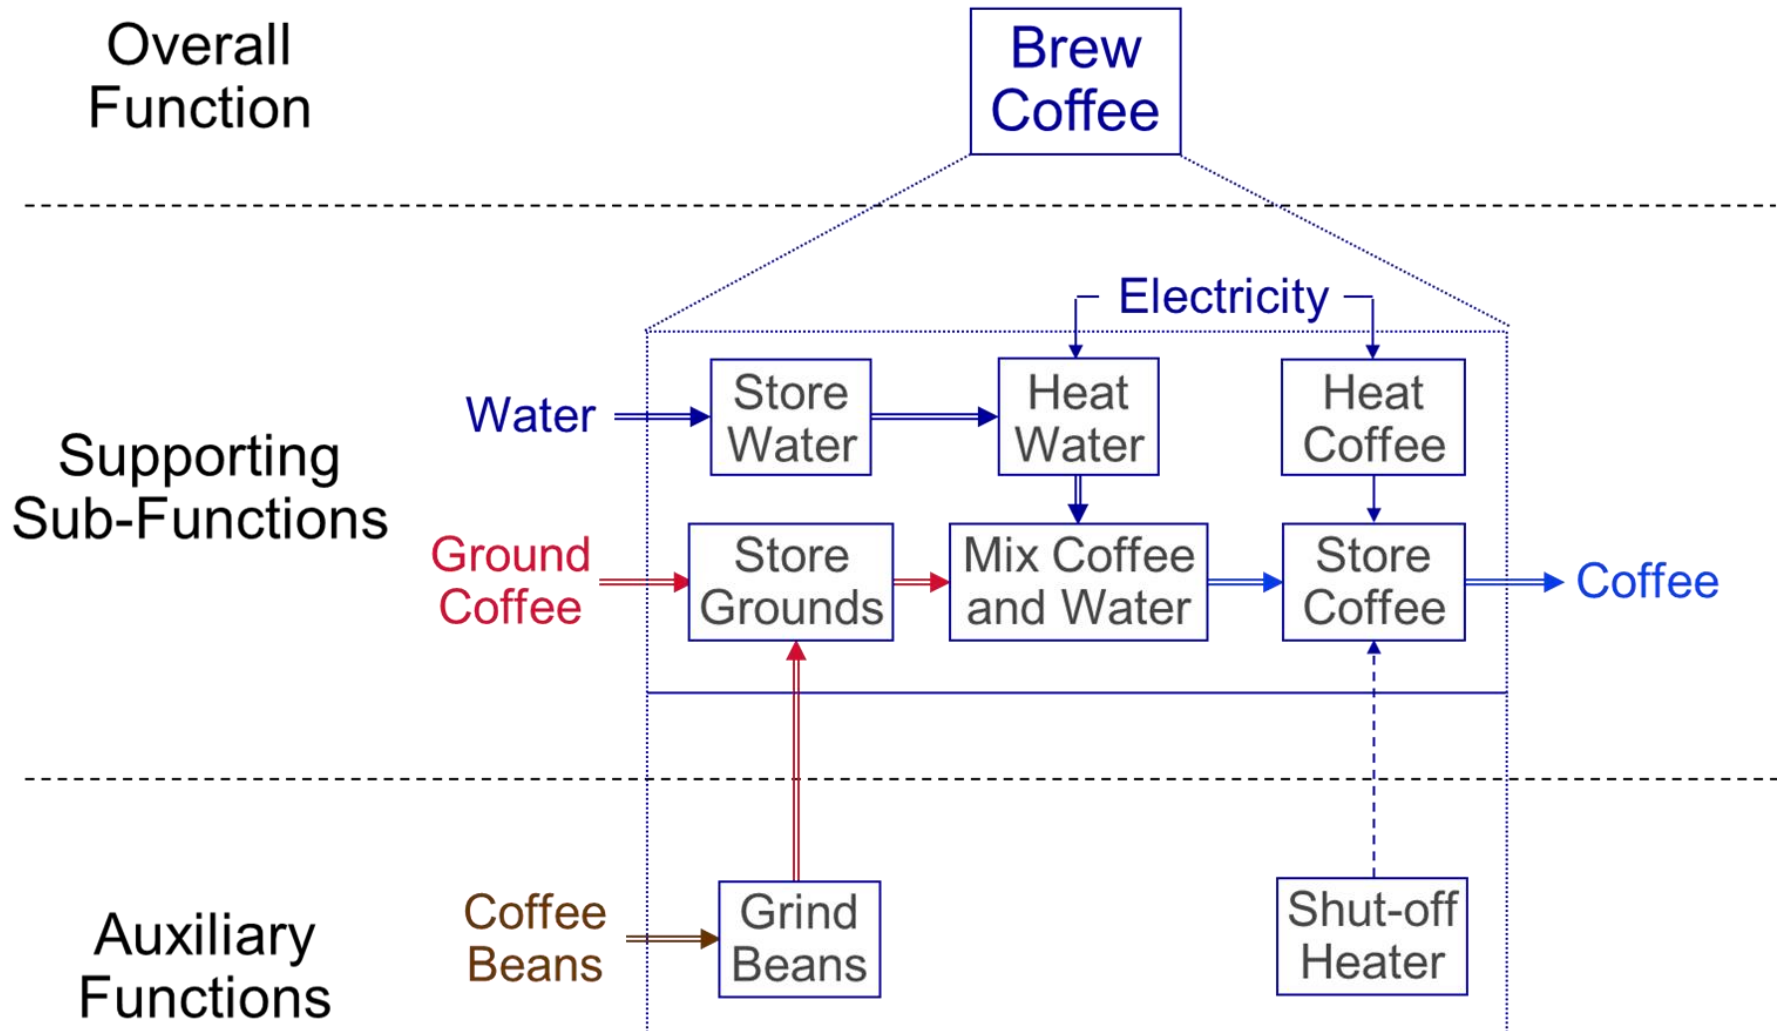 Overall
Function
Brew
Coffee
Electricity
Water
Store
Water
Heat
Water
Heat
Coffee
Supporting
Sub-Functions
Ground
Coffee
Store
Grounds
Mix Coffee
and Water
Store
Coffee
Coffee
Auxiliary
Functions
Coffee
Beans
Grind
Beans
Shut-off
Heater